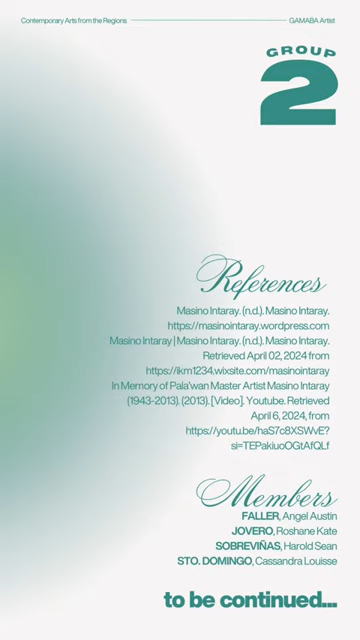 Contemporary Arts from the Regions
GAMABA Artist
GROUP
2
References
Masino Intaray. (n.d.). Masino Intaray.
https://masinointaray.wordpress.com
Masino Intaray | Masino Intaray. (n.d.). Masino Intaray.
Retrieved April 02, 2024 from
https://ikm1234.wixsite.com/masinointaray
In Memory of Pala'wan Master Artist Masino Intaray
(1943-2013). (2013). [Video]. Youtube. Retrieved
April 6, 2024, from
https://youtu.be/haS7c8XSWvE?
si=TEPakiuoOGtAfQLf
Members
FALLER, Angel Austin
JOVERO, Roshane Kate
SOBREVIÑAS, Harold Sean
STO. DOMINGO, Cassandra Louisse
to be continued...